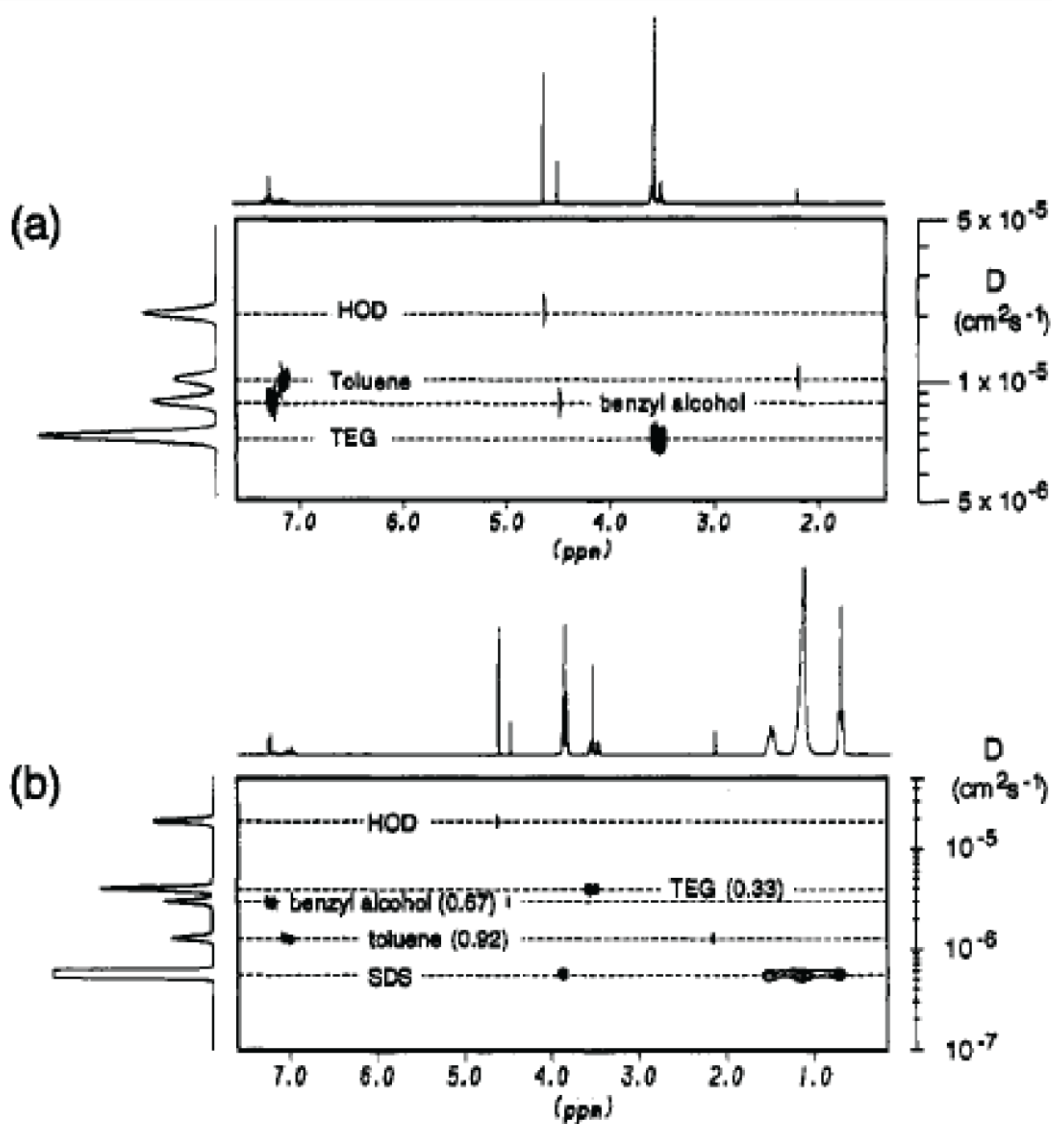 (a)
5 x 10⁻⁵
D
(cm²s⁻¹)
HOD
Toluene
1 x 10⁻⁵
benzyl alcohol
TEG
5 x 10⁻⁶
7.0 6.0 5.0 4.0 3.0 2.0
(ppm)
(b)
D
(cm²s⁻¹)
HOD
10⁻⁵
TEG (0.33)
benzyl alcohol (0.67)
toluene (0.92)
10⁻⁶
SDS
10⁻⁷
7.0 6.0 5.0 4.0 3.0 2.0 1.0
(ppm)